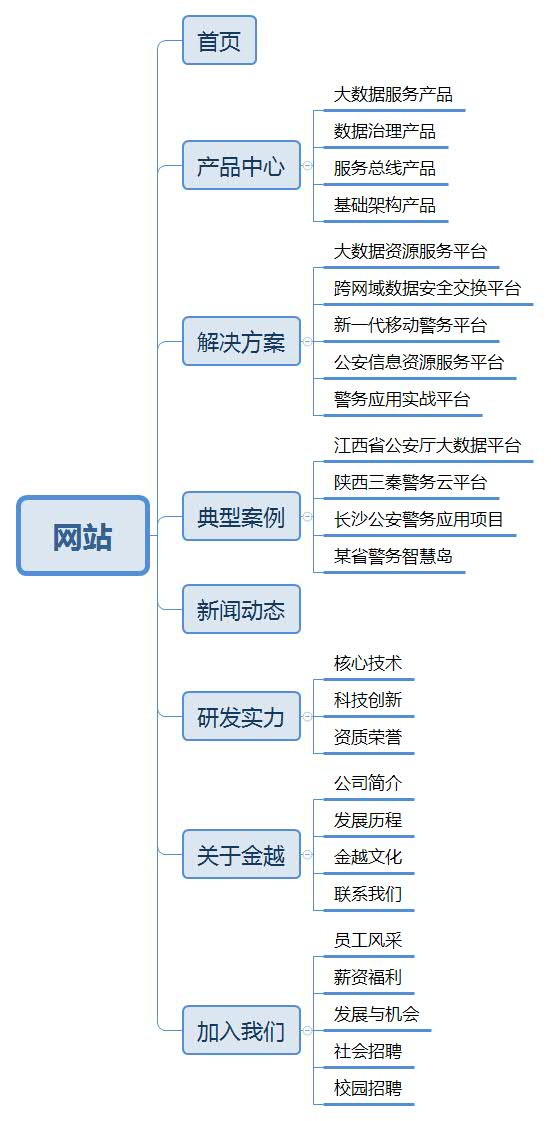 网站
首页
产品中心
大数据服务产品
数据治理产品
服务总线产品
基础架构产品
解决方案
大数据资源服务平台
跨网域数据安全交换平台
新一代移动警务平台
公安信息资源服务平台
警务应用实战平台
典型案例
江西省公安厅大数据平台
陕西三秦警务云平台
长沙公安警务应用项目
某省警务智慧岛
新闻动态
研发实力
核心技术
科技创新
资质荣誉
关于金越
公司简介
发展历程
金越文化
联系我们
加入我们
员工风采
薪资福利
发展与机会
社会招聘
校园招聘